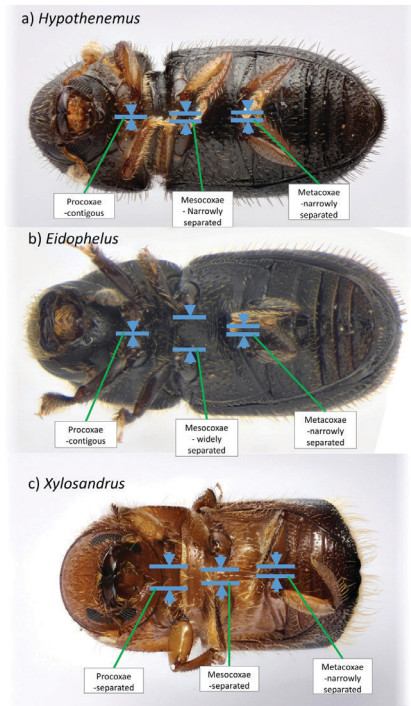 a) Hypothenemus
Procoxae
-contigous
Mesocoxae
- Narrowly
separated
Metacoxae
-narrowly
separated
b) Eidophelus
Procoxae
-contigous
Mesocoxae
- widely
separated
Metacoxae
-narrowly
separated
c) Xylosandrus
Procoxae
-separated
Mesocoxae
-separated
Metacoxae
-narrowly
separated